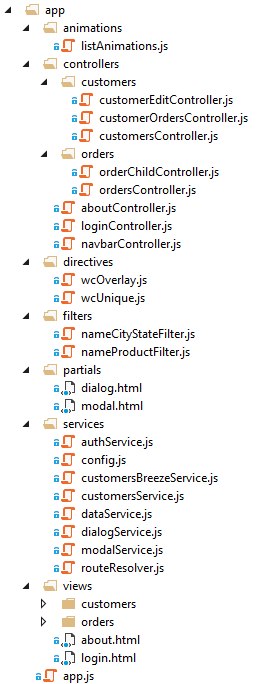 app
animations
listAnimations.js
controllers
customers
customerEditController.js
customerOrdersController.js
customersController.js
orders
orderChildController.js
ordersController.js
aboutController.js
loginController.js
navbarController.js
directives
wcOverlay.js
wcUnique.js
filters
nameCityStateFilter.js
nameProductFilter.js
partials
dialog.html
modal.html
services
authService.js
config.js
customersBreezeService.js
customersService.js
dataService.js
dialogService.js
modalService.js
routeResolver.js
views
customers
orders
about.html
login.html
app.js